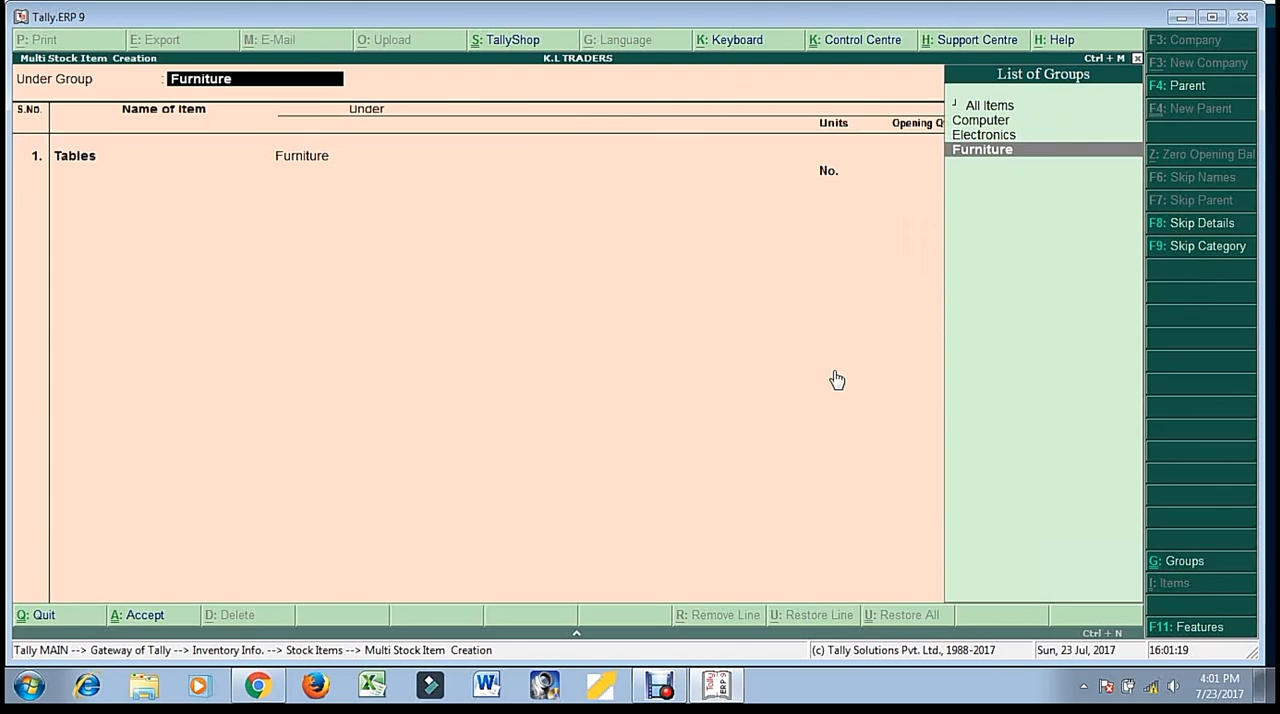 Tally.ERP 9
P: Print E: Export M: E-Mail O: Upload S: TallyShop G: Language K: Keyboard K: Control Centre H: Support Centre H: Help
Multi Stock Item Creation K.L TRADERS Ctrl + M
Under Group : Furniture
S.No. Name of Item Under
Units Opening Q
1. Tables Furniture
No.
List of Groups
All Items
Computer
Electronics
Furniture
F3: Company
F3: New Company
F4: Parent
F4: New Parent
Z: Zero Opening Bal
F6: Skip Names
F7: Skip Parent
F8: Skip Details
F9: Skip Category
G: Groups
I: Items
F11: Features
Q: Quit A: Accept D: Delete R: Remove Line U: Restore Line U: Restore All
Ctrl + N
Tally MAIN --> Gateway of Tally --> Inventory Info. --> Stock Items --> Multi Stock Item Creation (c) Tally Solutions Pvt. Ltd., 1988-2017 Sun, 23 Jul, 2017 16:01:19
Tally ERP 9
4:01 PM
7/23/2017